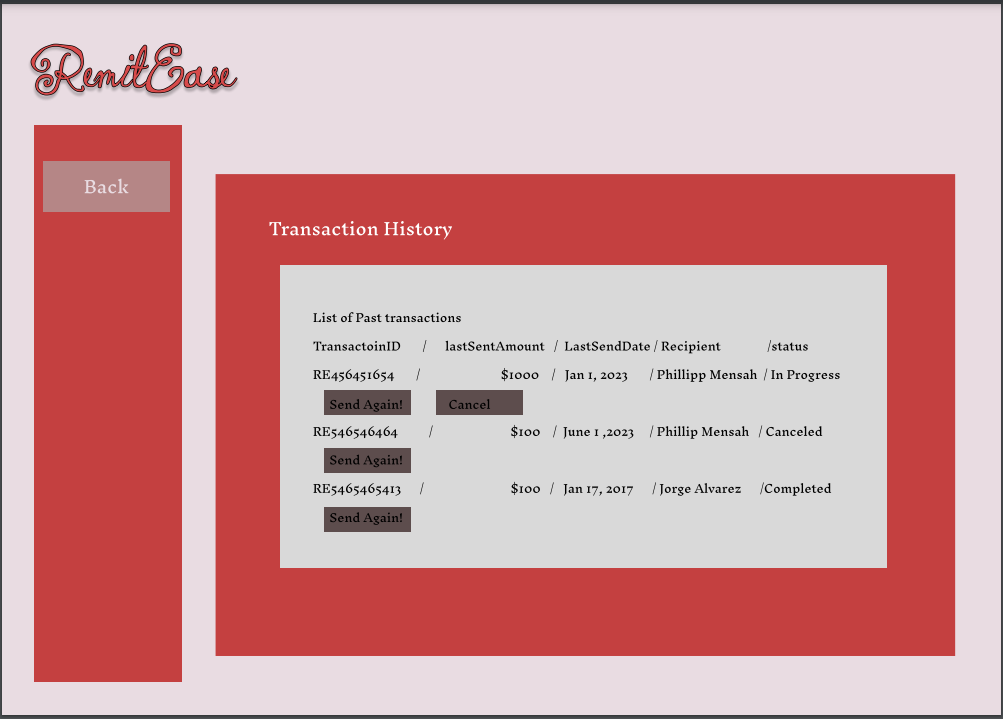 RemitEase
Back
Transaction History
List of Past transactions
TransactoinID / lastSentAmount / LastSendDate / Recipient /status
RE456451654 / $1000 / Jan 1, 2023 / Phillipp Mensah / In Progress
Send Again! Cancel
RE546546464 / $100 / June 1 ,2023 / Phillip Mensah / Canceled
Send Again!
RE5465465413 / $100 / Jan 17, 2017 / Jorge Alvarez /Completed
Send Again!